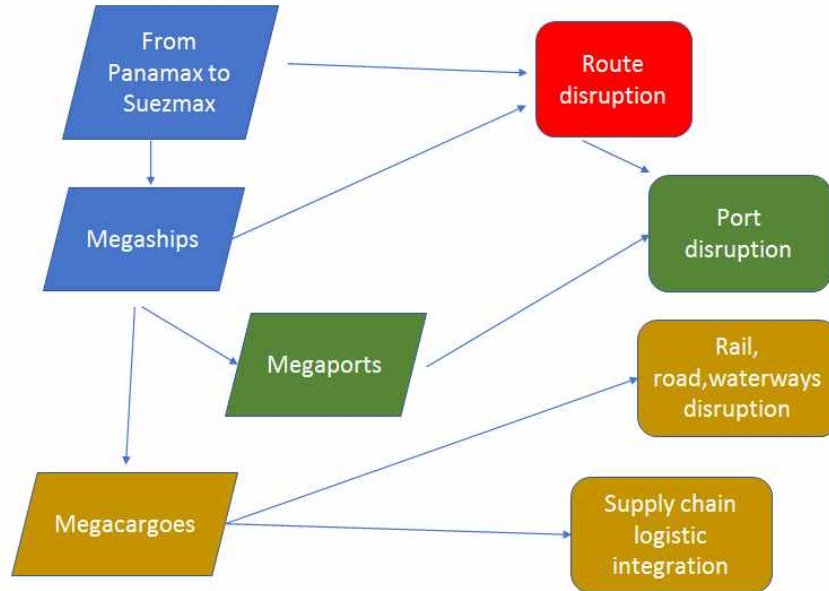 From
Panamax to
Suezmax
Route
disruption
Megaships
Port
disruption
Megaports
Rail,
road,waterways
disruption
Megacargoes
Supply chain
logistic
integration